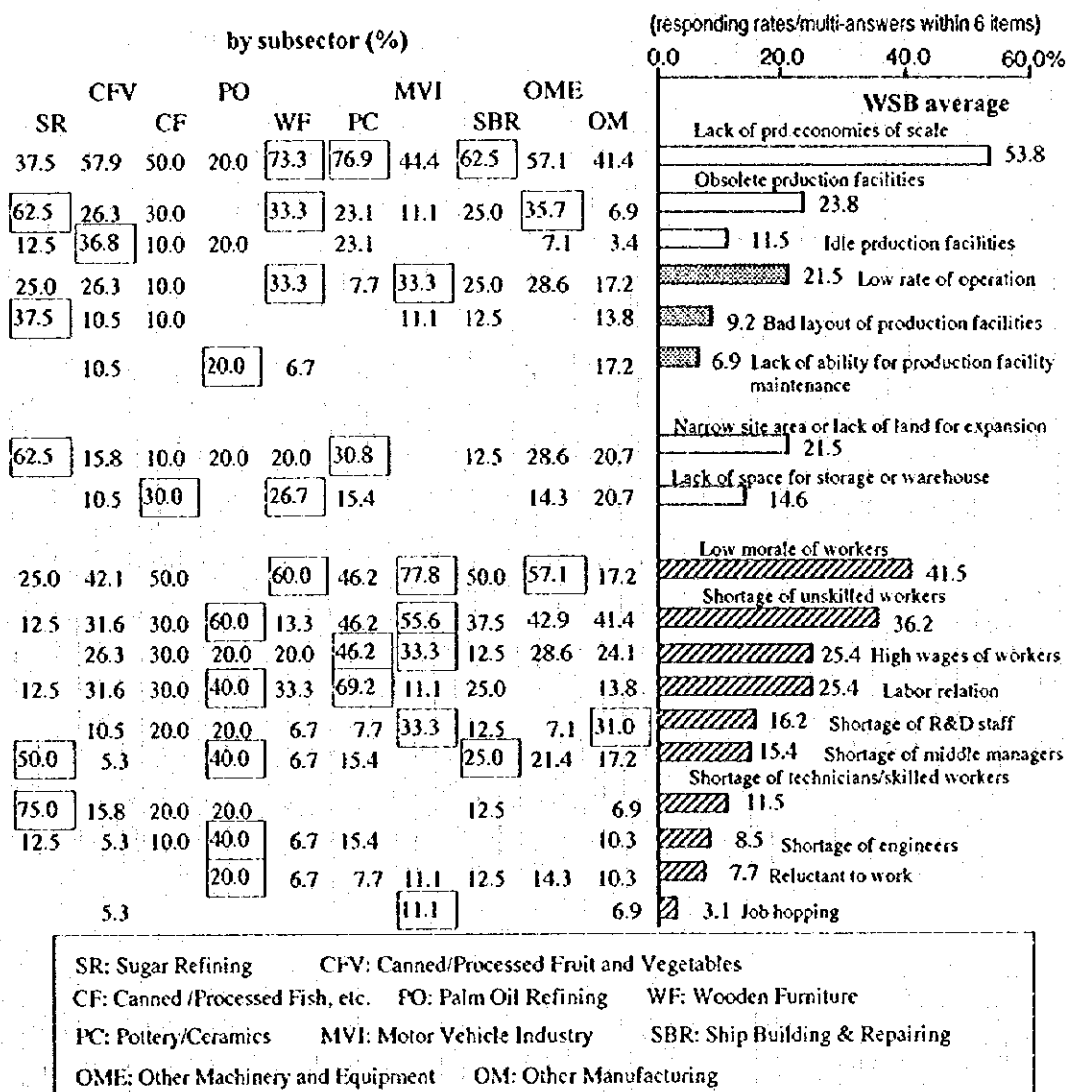 by subsector (%)
(responding rates/multi-answers within 6 items)
0.0 20.0 40.0 60.0%
CFV PO MVI OME
WSB average
SR CF WF PC SBR OM
Lack of prd.economies of scale
37.5 57.9 50.0 20.0 73.3 76.9 44.4 62.5 57.1 41.4 53.8
Obsolete prduction facilities
62.5 26.3 30.0 33.3 23.1 11.1 25.0 35.7 6.9 23.8
12.5 36.8 10.0 20.0 23.1 7.1 3.4 11.5 Idle prduction facilities
25.0 26.3 10.0 33.3 7.7 33.3 25.0 28.6 17.2 21.5 Low rate of operation
37.5 10.5 10.0 11.1 12.5 13.8 9.2 Bad layout of production facilities
10.5 20.0 6.7 17.2 6.9 Lack of ability for production facility
maintenance
Narrow site area or lack of land for expansion
62.5 15.8 10.0 20.0 20.0 30.8 12.5 28.6 20.7 21.5
Lack of space for storage or warehouse
10.5 30.0 26.7 15.4 14.3 20.7 14.6
Low morale of workers
25.0 42.1 50.0 60.0 46.2 77.8 50.0 57.1 17.2 41.5
Shortage of unskilled workers
12.5 31.6 30.0 60.0 13.3 46.2 55.6 37.5 42.9 41.4 36.2
26.3 30.0 20.0 20.0 46.2 33.3 12.5 28.6 24.1 25.4 High wages of workers
12.5 31.6 30.0 40.0 33.3 69.2 11.1 25.0 13.8 25.4 Labor relation
10.5 20.0 20.0 6.7 7.7 33.3 12.5 7.1 31.0 16.2 Shortage of R&D staff
50.0 5.3 40.0 6.7 15.4 25.0 21.4 17.2 15.4 Shortage of middle managers
Shortage of technicians/skilled workers
75.0 15.8 20.0 20.0 12.5 6.9 11.5
12.5 5.3 10.0 40.0 6.7 15.4 10.3 8.5 Shortage of engineers
20.0 6.7 7.7 11.1 12.5 14.3 10.3 7.7 Reluctant to work
5.3 11.1 6.9 3.1 Job hopping
SR: Sugar Refining CFV: Canned/Processed Fruit and Vegetables
CF: Canned /Processed Fish, etc. PO: Palm Oil Refining WF: Wooden Furniture
PC: Pottery/Ceramics MVI: Motor Vehicle Industry SBR: Ship Building & Repairing
OME: Other Machinery and Equipment OM: Other Manufacturing